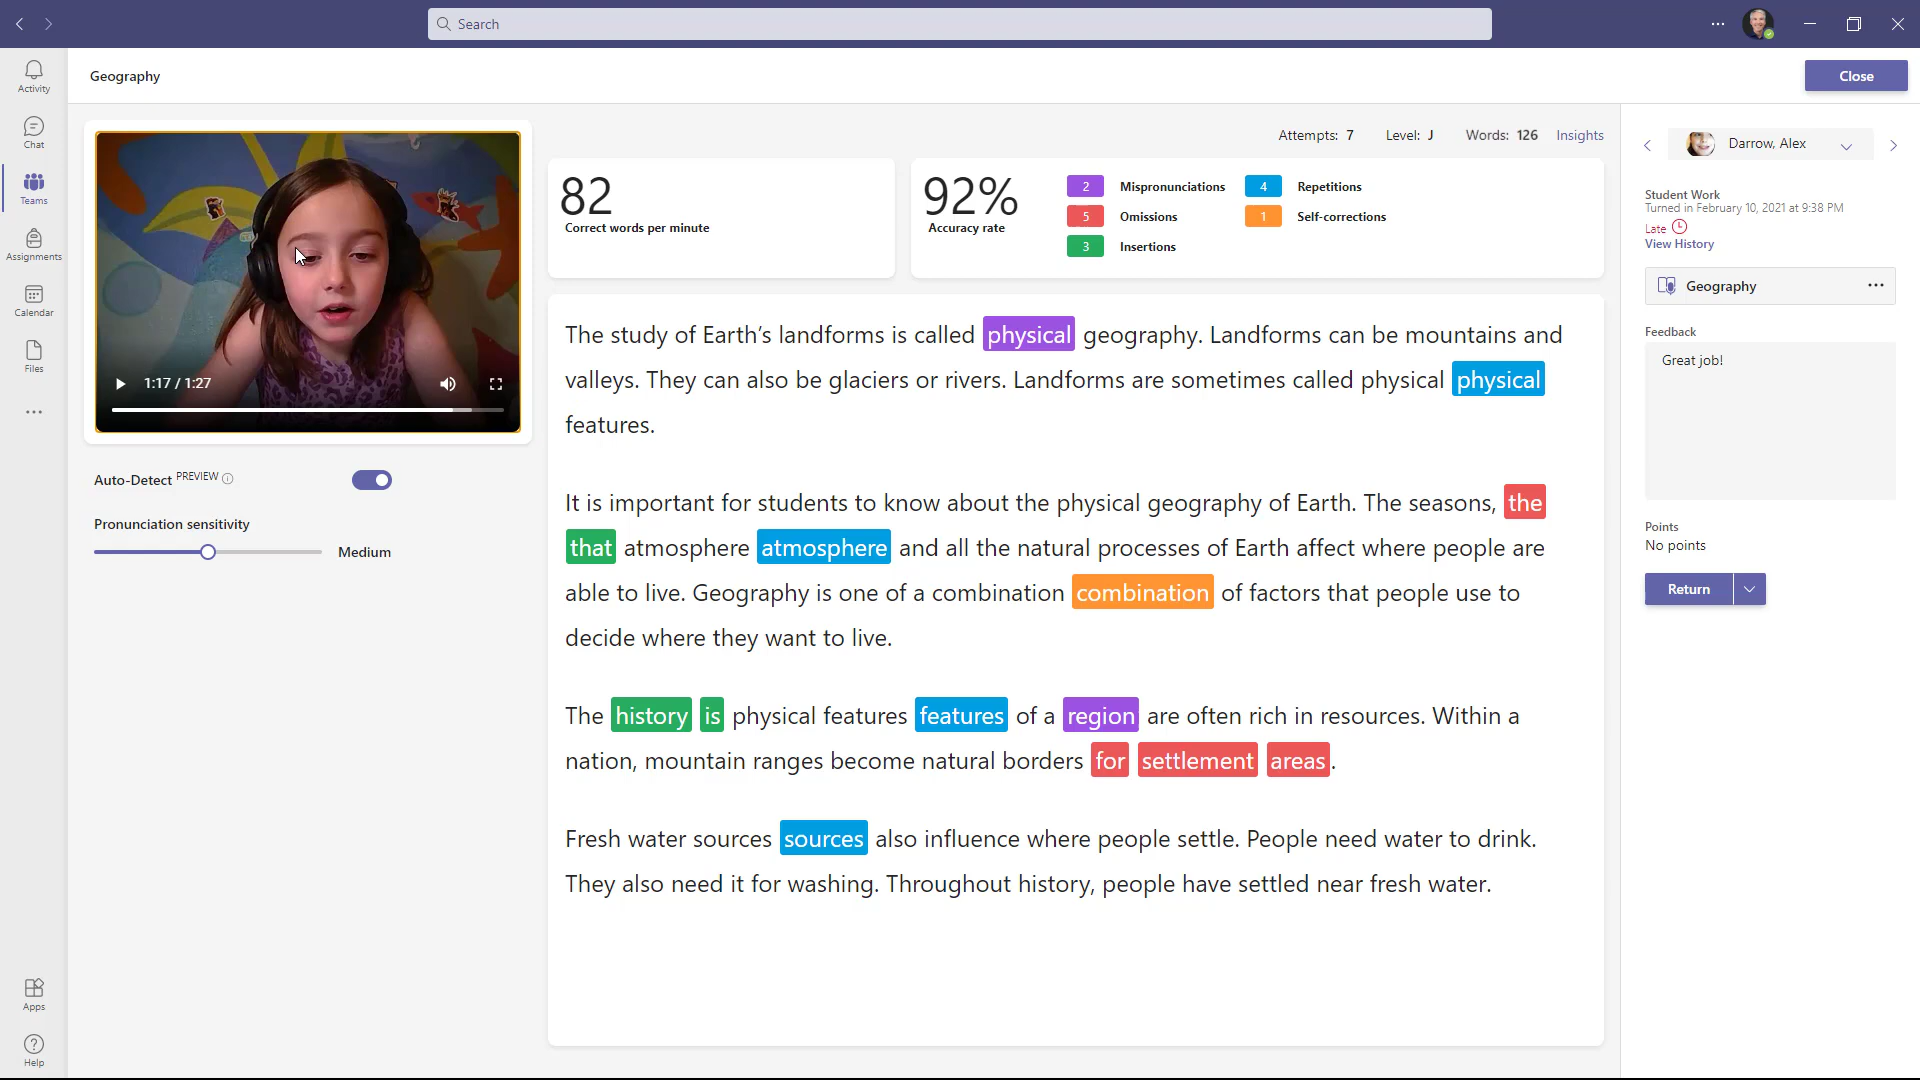 Search
Activity
Chat
Teams
Assignments
Calendar
Files
Apps
Help
Geography
Close
1:17 / 1:27
Auto-Detect PREVIEW
Pronunciation sensitivity
Medium
Attempts: 7 Level: J Words: 126 Insights
82
Correct words per minute
92%
Accuracy rate
2 Mispronunciations 4 Repetitions
5 Omissions 1 Self-corrections
3 Insertions
The study of Earth's landforms is called physical geography. Landforms can be mountains and
valleys. They can also be glaciers or rivers. Landforms are sometimes called physical physical
features.
It is important for students to know about the physical geography of Earth. The seasons, the
that atmosphere atmosphere and all the natural processes of Earth affect where people are
able to live. Geography is one of a combination combination of factors that people use to
decide where they want to live.
The history is physical features features of a region are often rich in resources. Within a
nation, mountain ranges become natural borders for settlement areas.
Fresh water sources sources also influence where people settle. People need water to drink.
They also need it for washing. Throughout history, people have settled near fresh water.
Darrow, Alex
Student Work
Turned in February 10, 2021 at 9:38 PM
Late
View History
Geography
Feedback
Great job!
Points
No points
Return